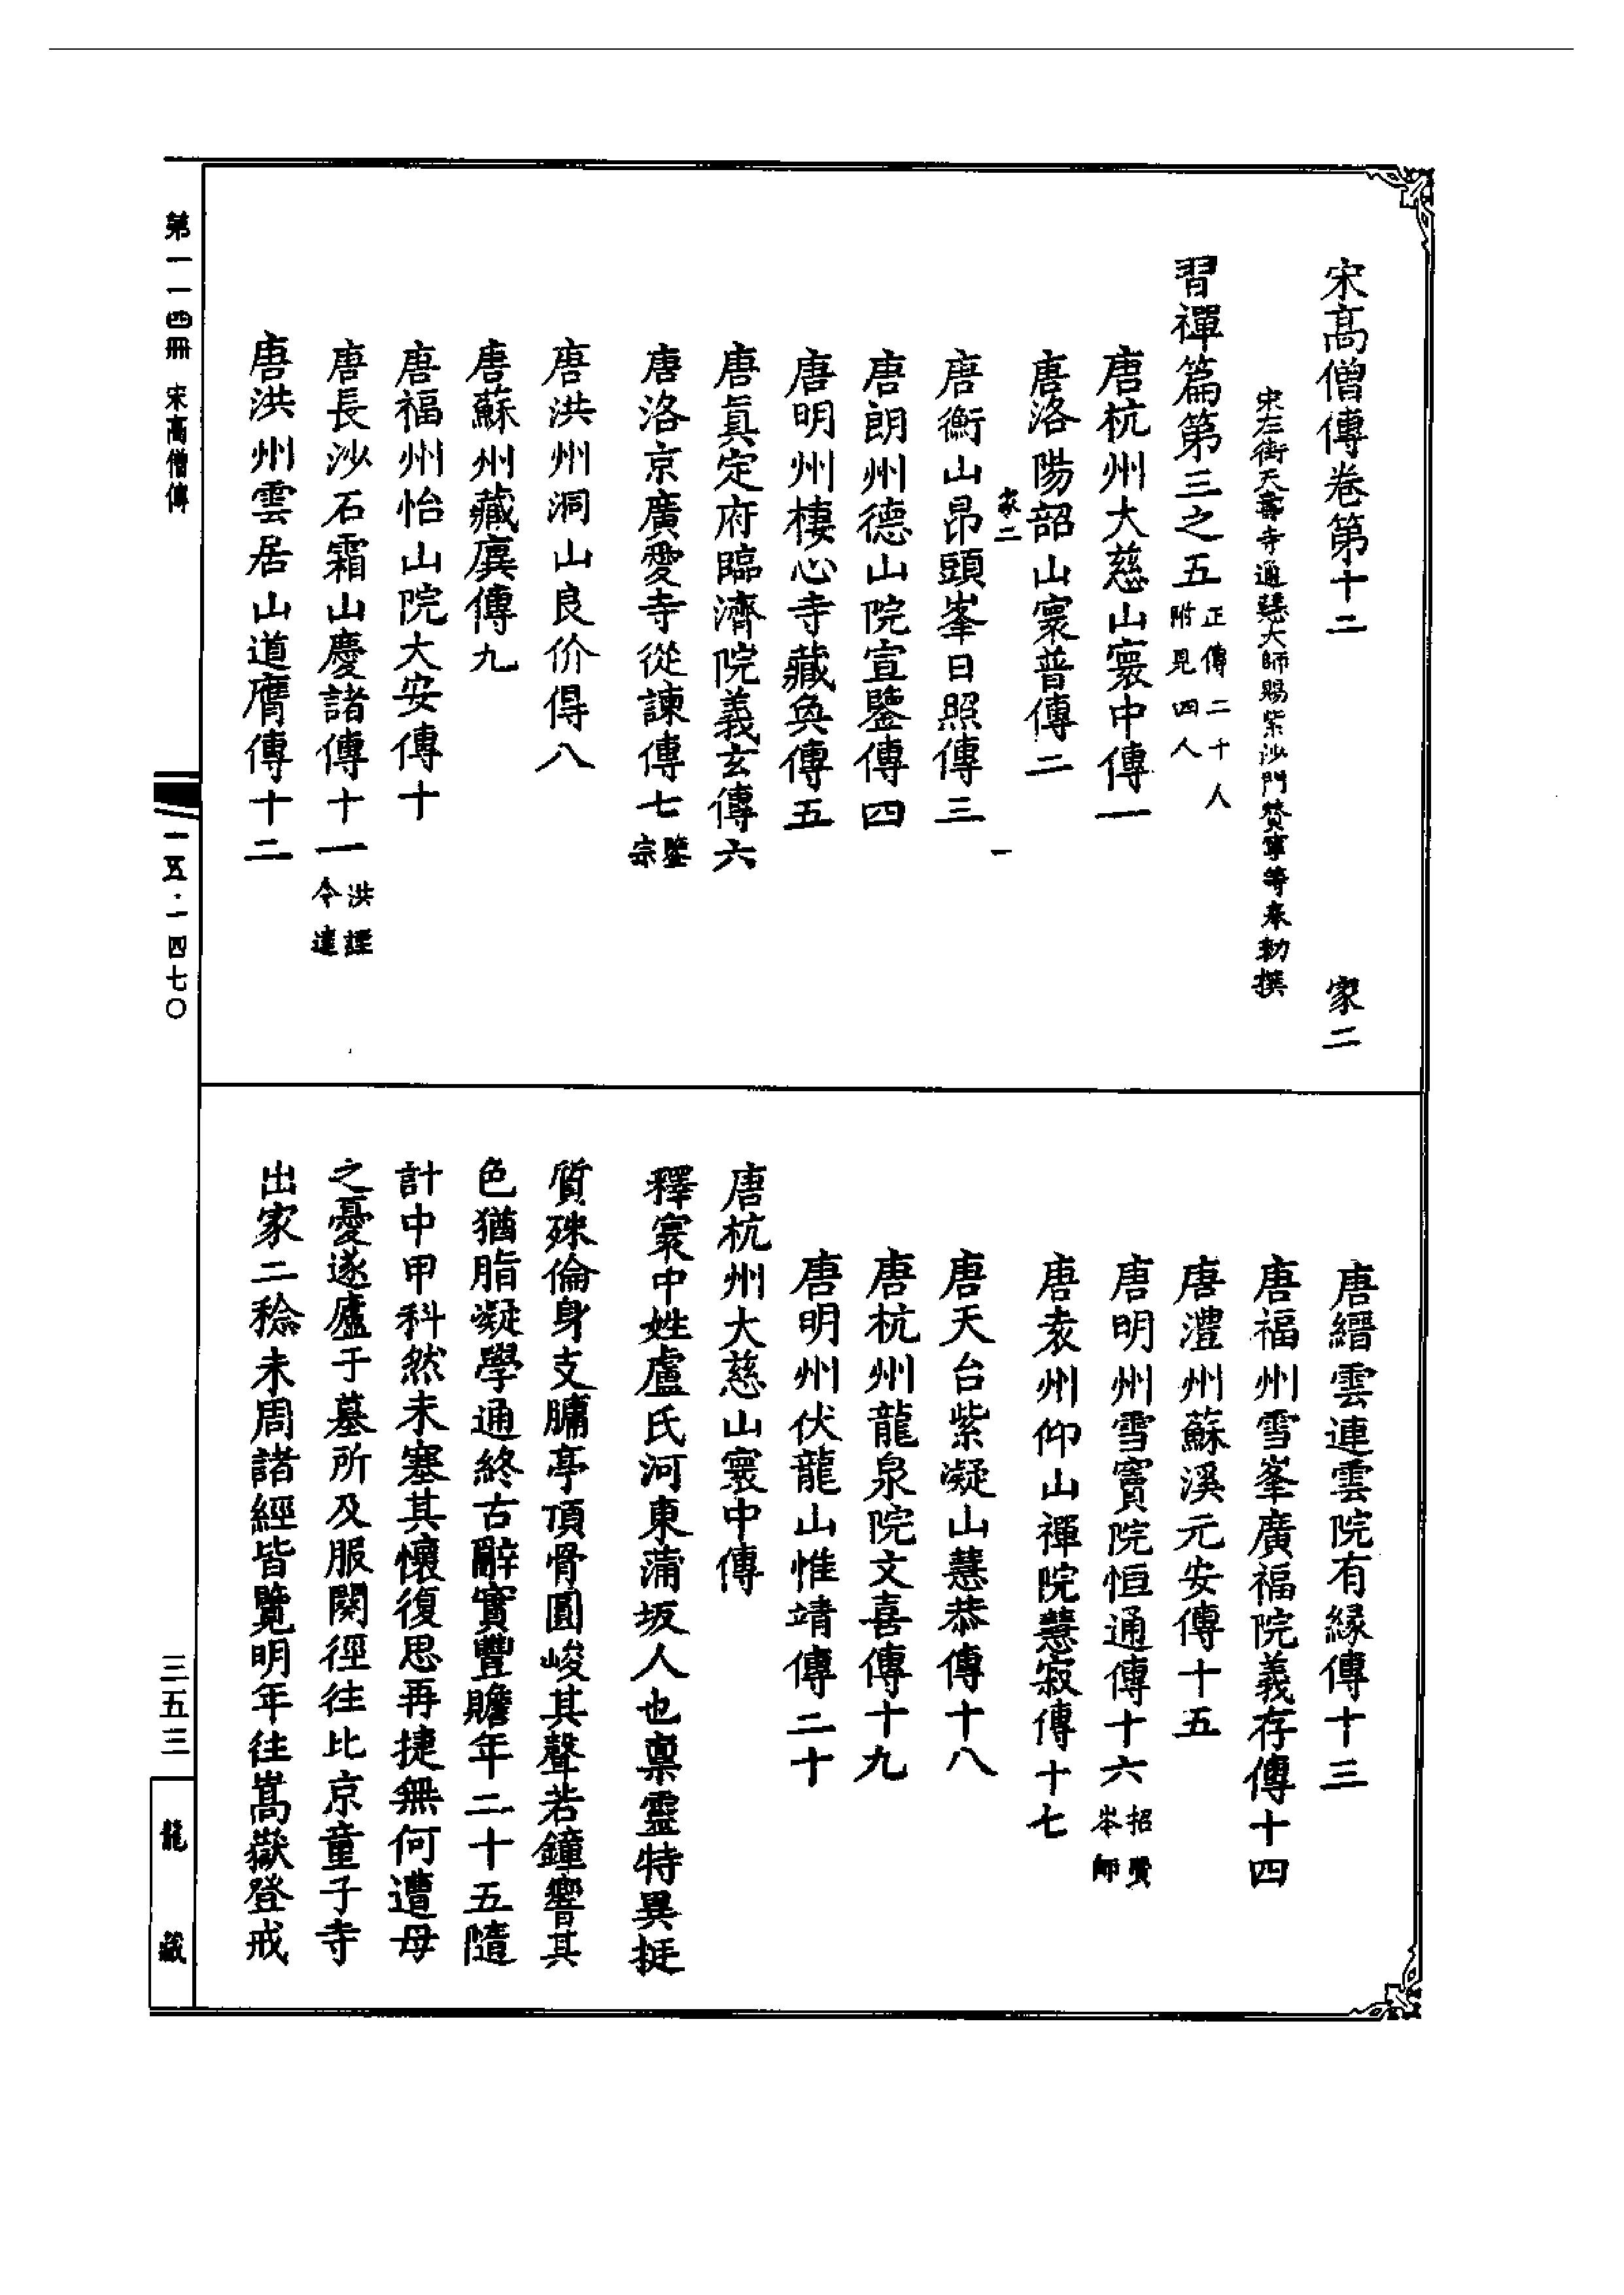 宋高僧傳卷第十二 家二
宋左街天壽寺通慧大師賜紫沙門贊寧等奉勅撰
習禪篇第三之五 正傳二十人 附見四人
唐杭州大慈山寰中傳一
唐洛陽韶山寰普傳二
家二 一
唐衡山昂頭峯日照傳三
唐朗州德山院宣鑒傳四
唐明州棲心寺藏奐傳五
唐眞定府臨濟院義玄傳六
唐洛京廣愛寺從諫傳七 鑒宗
唐洪州洞山良价傳八
唐蘇州藏廙傳九
唐福州怡山院大安傳十
唐長沙石霜山慶諸傳十一 洪諲 令達
唐洪州雲居山道膺傳十二
唐縉雲連雲院有緣傳十三
唐福州雪峯廣福院義存傳十四
唐澧州蘇溪元安傳十五
唐明州雪竇院恒通傳十六 招賢 岑師
唐袁州仰山禪院慧寂傳十七
唐天台紫凝山慧恭傳十八
唐杭州龍泉院文喜傳十九
唐明州伏龍山惟靖傳二十
唐杭州大慈山寰中傳
釋寰中姓盧氏河東蒲坂人也稟靈特異挺
質殊倫身支臃亭頂骨圓峻其聲若鐘響其
色猶脂凝學通終古辭實豐贍年二十五隨
計中甲科然未塞其懷復思再捷無何遭母
之憂遂廬于墓所及服闋徑往比京童子寺
出家二稔未周諸經皆覽明年往嵩嶽登戒
第一一四冊 宋高僧傳
一五·一四七〇
三五三
龍藏